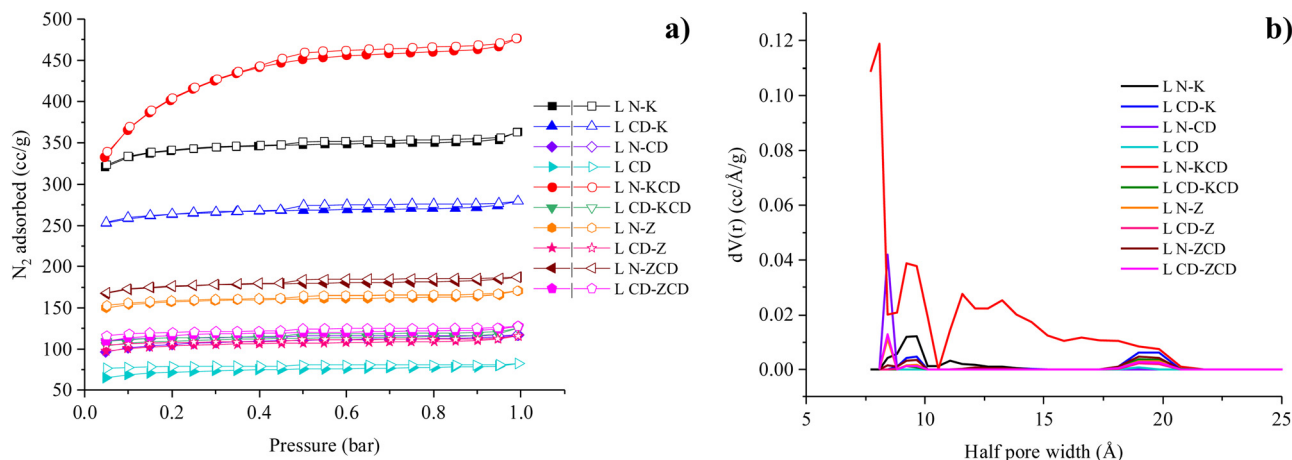 a)
500
450
400
350
300
250
200
150
100
50
N2 adsorbed (cc/g)
0.0 0.2 0.4 0.6 0.8 1.0
Pressure (bar)
L N-K
L CD-K
L N-CD
L CD
L N-KCD
L CD-KCD
L N-Z
L CD-Z
L N-ZCD
L CD-ZCD
b)
0.12
0.10
0.08
0.06
0.04
0.02
0.00
dV(r) (cc/Å/g)
5 10 15 20 25
Half pore width (Å)
L N-K
L CD-K
L N-CD
L CD
L N-KCD
L CD-KCD
L N-Z
L CD-Z
L N-ZCD
L CD-ZCD